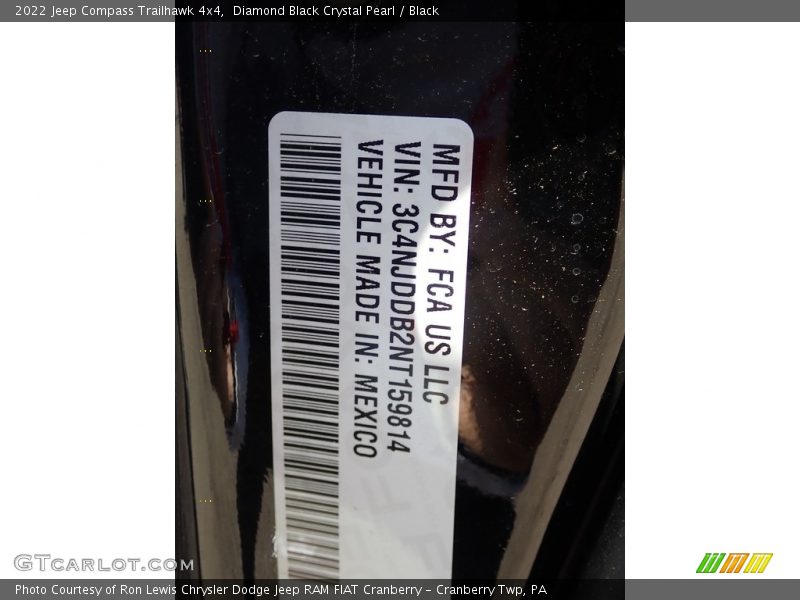 2022 Jeep Compass Trailhawk 4x4,  Diamond Black Crystal Pearl / Black
MFD BY: FCA US LLC
VIN: 3C4NJDDB2NT159814
VEHICLE MADE IN: MEXICO
GTCARLOT.COM
Photo Courtesy of Ron Lewis Chrysler Dodge Jeep RAM FIAT Cranberry – Cranberry Twp, PA